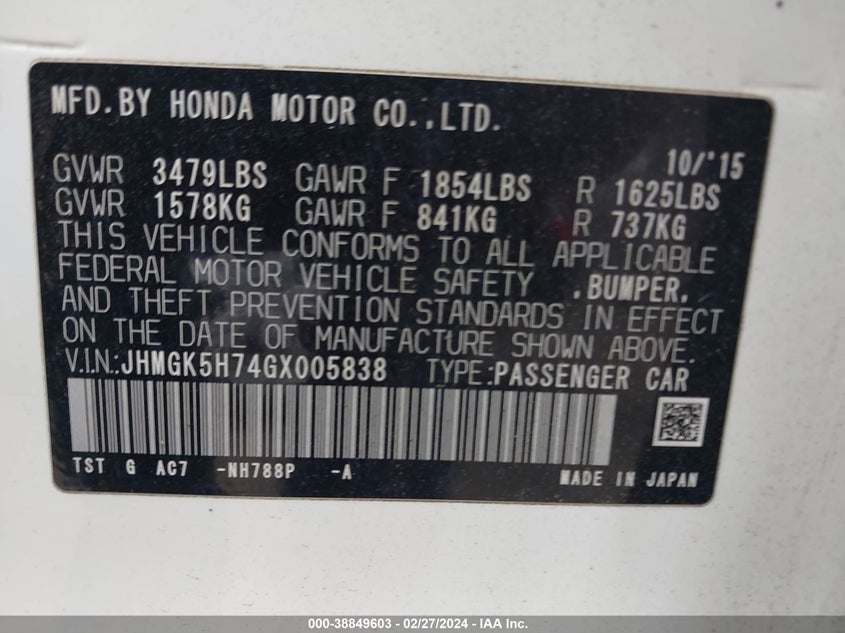 MFD.BY HONDA MOTOR CO.,LTD.
10/'15
GVWR 3479LBS GAWR F 1854LBS R 1625LBS
GVWR 1578KG GAWR F 841KG R 737KG
THIS VEHICLE CONFORMS TO ALL APPLICABLE
FEDERAL MOTOR VEHICLE SAFETY ,BUMPER,
AND THEFT PREVENTION STANDARDS IN EFFECT
ON THE DATE OF MANUFACTURE SHOWN ABOVE.
V.I.N.:JHMGK5H74GX005838 TYPE:PASSENGER CAR
TST G AC7 -NH788P -A MADE IN JAPAN
000-38849603 - 02/27/2024 - IAA Inc.